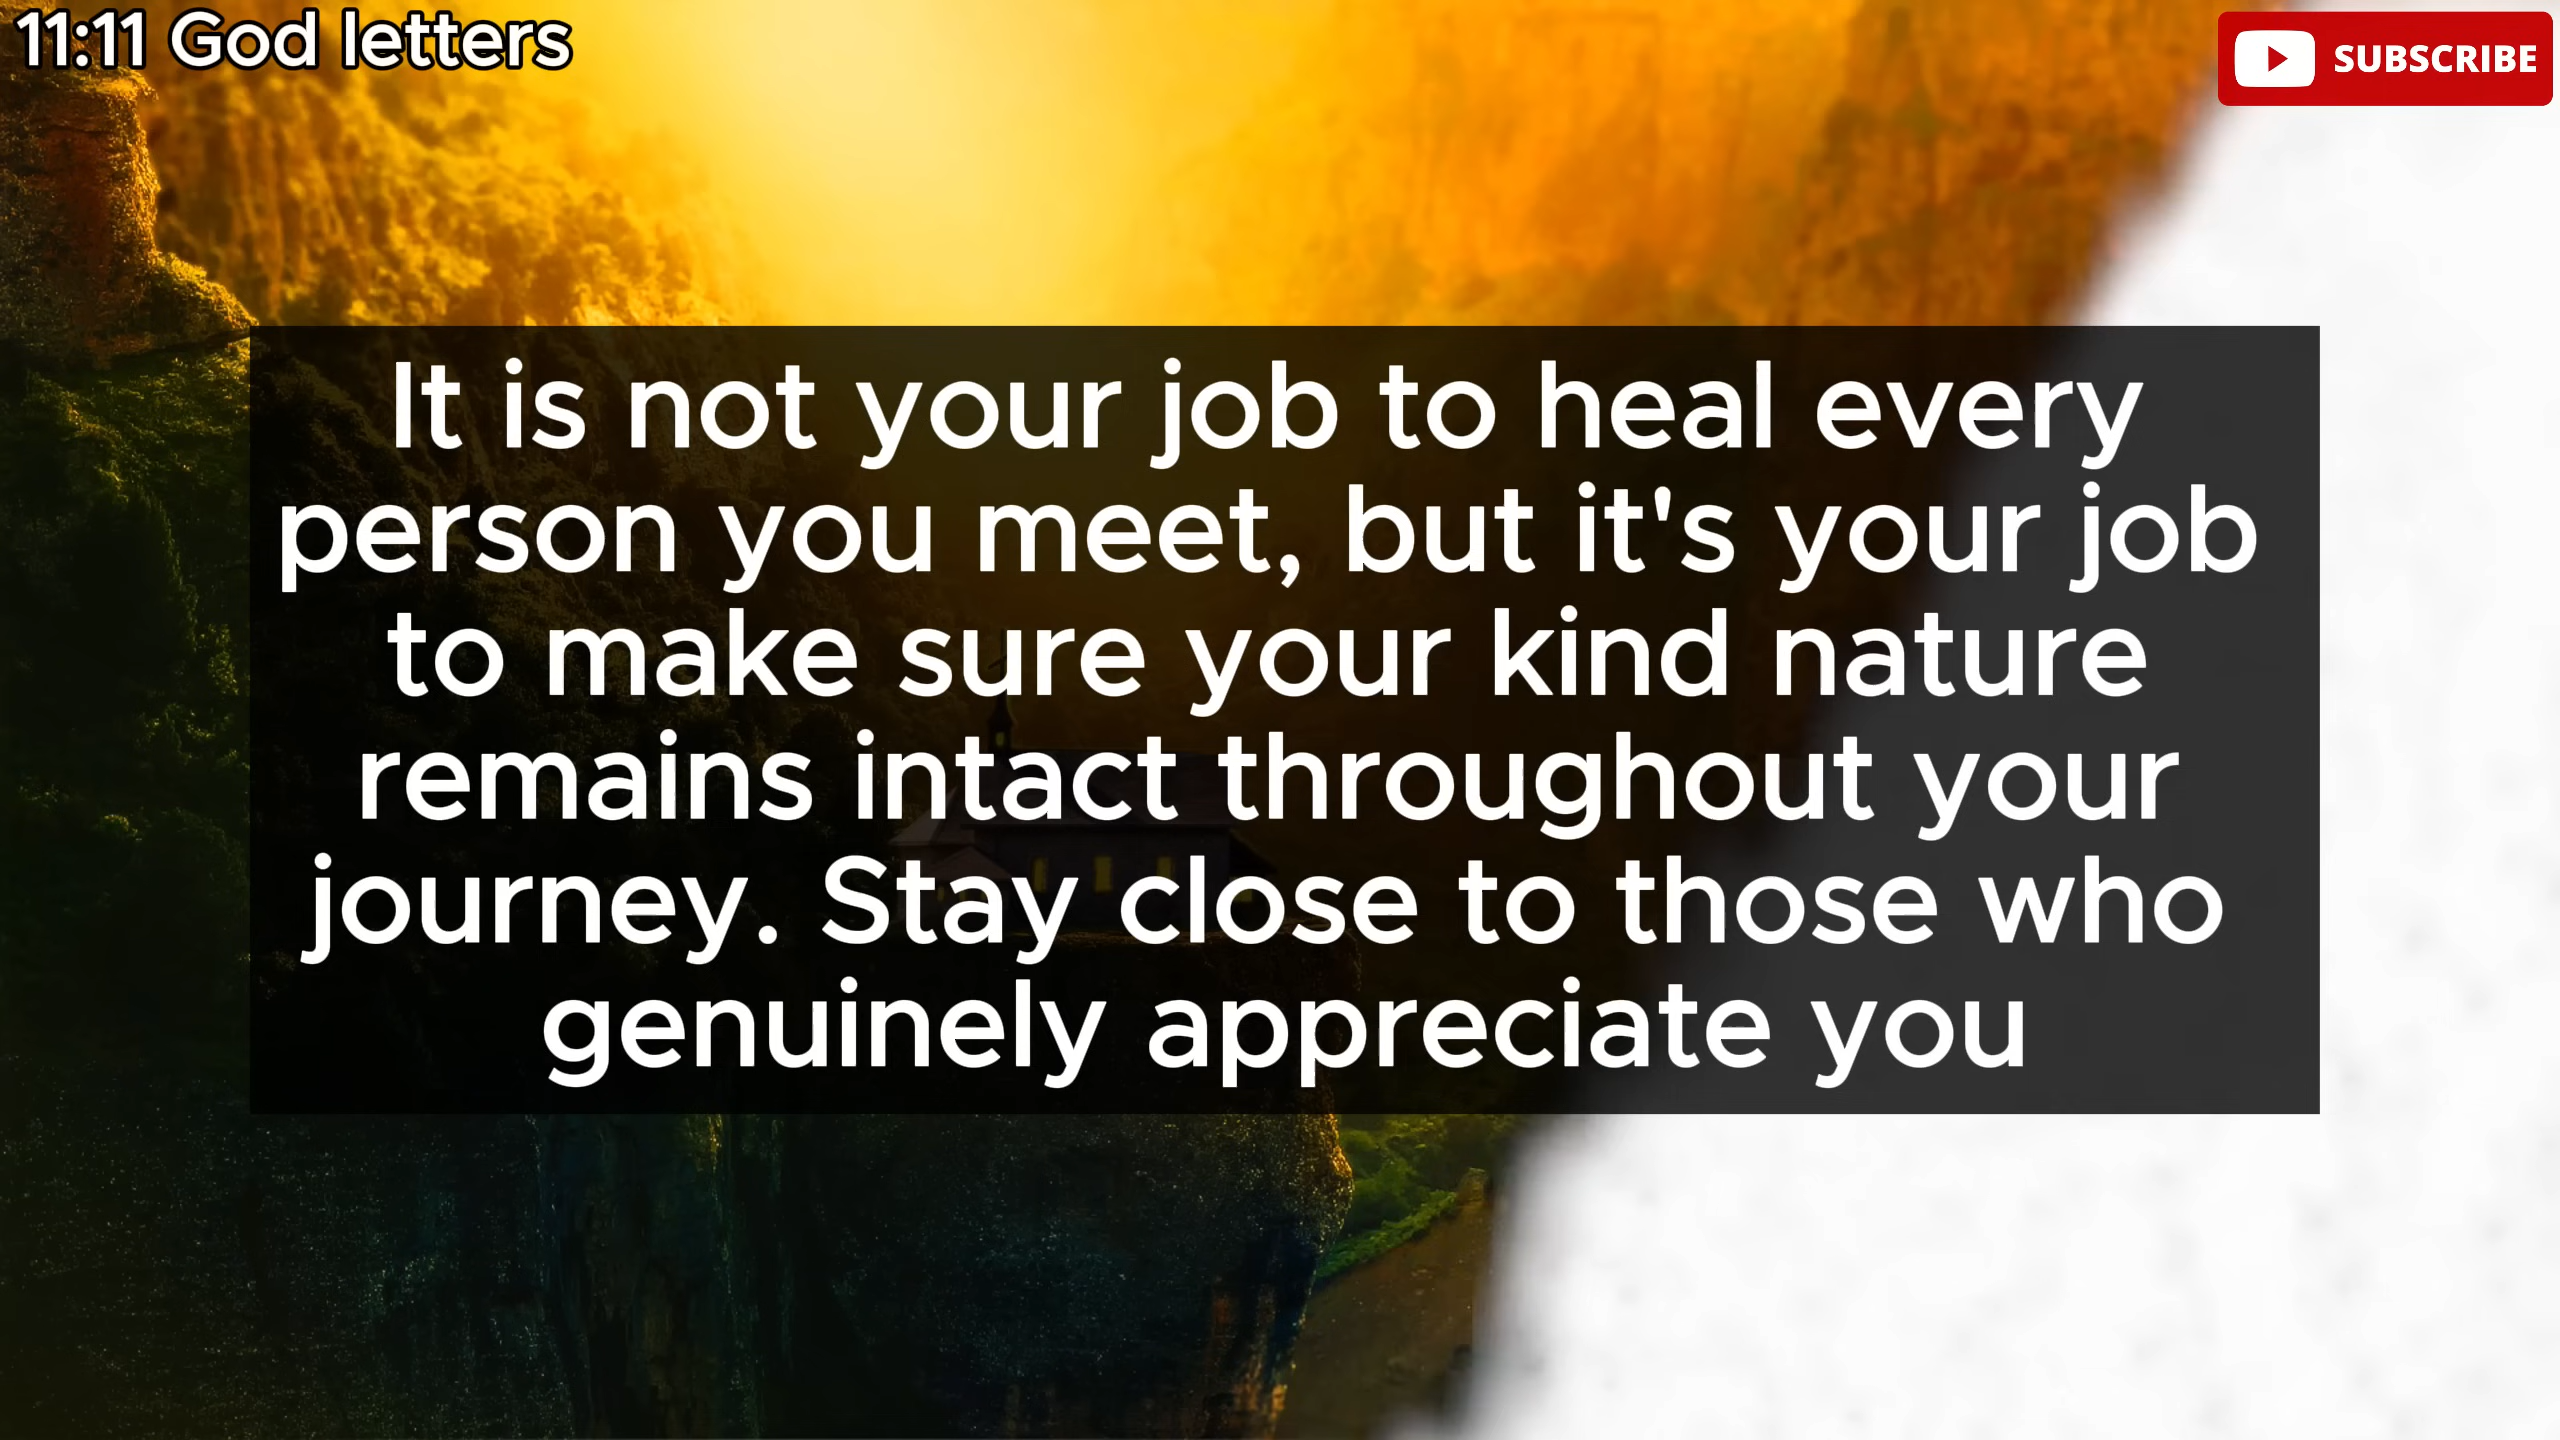 11:11 God letters
SUBSCRIBE
It is not your job to heal every
person you meet, but it's your job
to make sure your kind nature
remains intact throughout your
journey. Stay close to those who
genuinely appreciate you